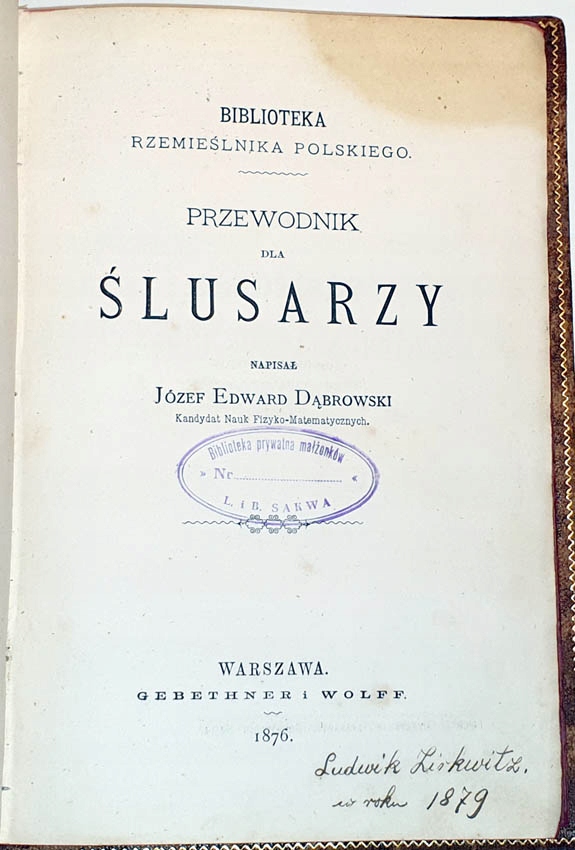 BIBLIOTEKA
RZEMIEŚLNIKA POLSKIEGO.
PRZEWODNIK
DLA
ŚLUSARZY
NAPISAŁ
JÓZEF EDWARD DĄBROWSKI
Kandydat Nauk Fizyko-Matematycznych.
Biblioteka prywatna małżonków
» Nr. «
L. i B. SAKWA
WARSZAWA.
GEBETHNER i WOLFF.
1876.
Ludwik Zirkwitz.
w roku 1879